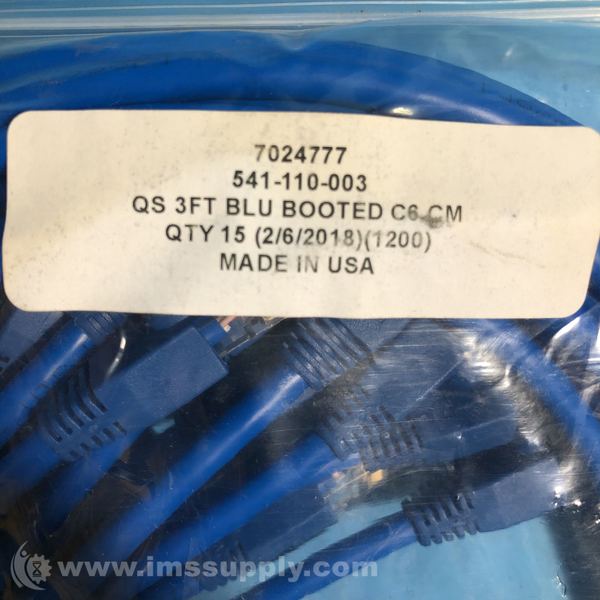 7024777
541-110-003
QS 3FT BLU BOOTED C6 CM
QTY 15 (2/6/2018)(1200)
MADE IN USA
www.imssupply.com